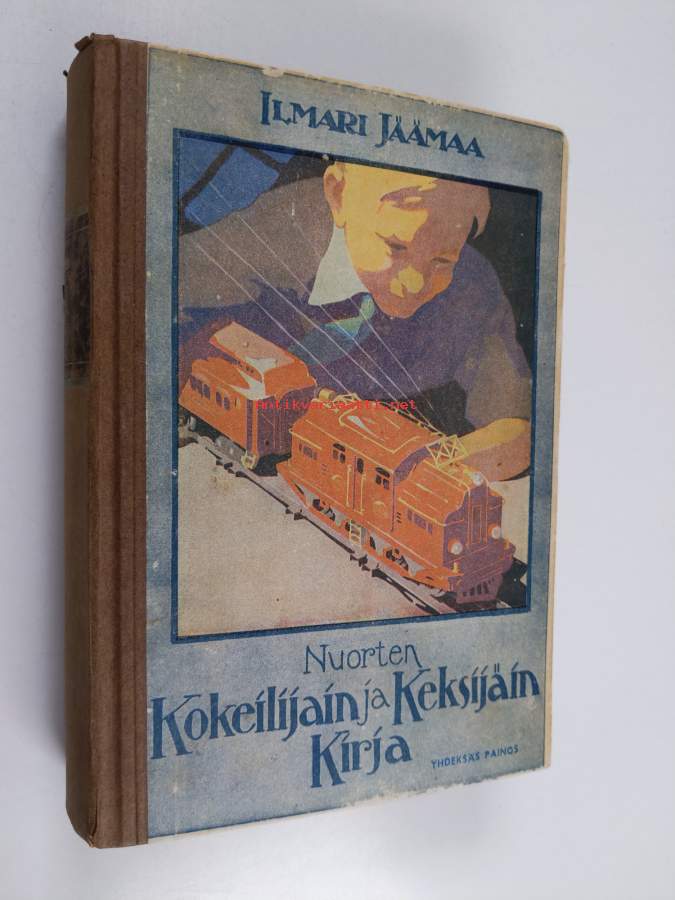 ILMARI JÄÄMAA
antikvariaatti.net
Nuorten
Kokeilijain ja Keksijäin
Kirja
YHDEKSÄS PAINOS